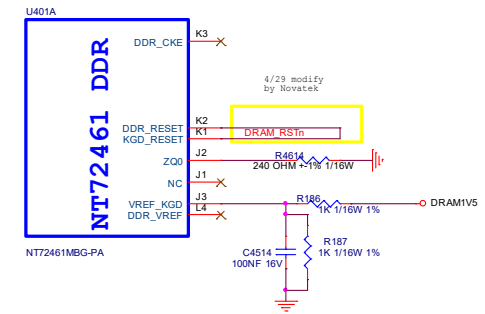 U401A
NT72461 DDR
DDR_CKE
K3
4/29 modify
by Novatek
DDR_RESET
K2
KGD_RESET
K1
DRAM_RSTn
ZQ0
J2
R4614
240 OHM +-1% 1/16W
NC
J1
VREF_KGD
J3
DDR_VREF
L4
R186
1K 1/16W 1%
DRAM1V5
R187
1K 1/16W 1%
C4514
100NF 16V
NT72461MBG-PA